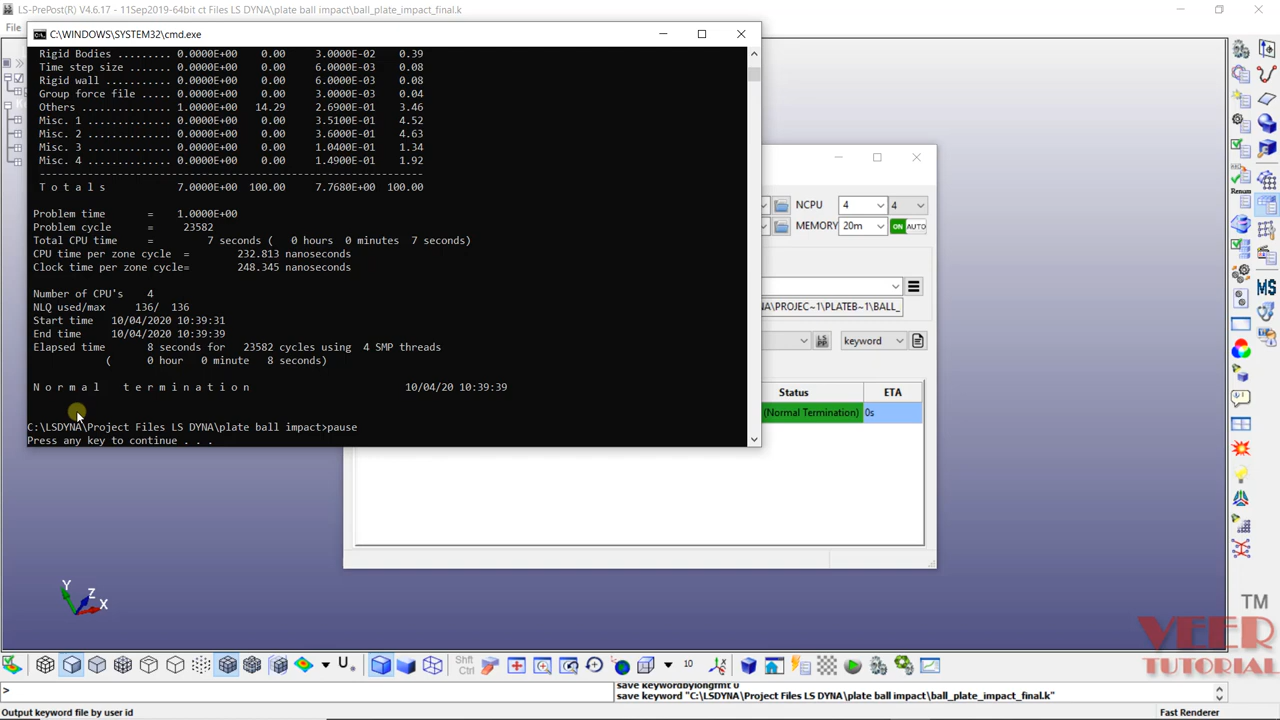 LS-PrePost(R) V4.6.17 - 11Sep2019-64bit ct Files LS DYNA\plate ball impact\ball_plate_impact_final.k
File
C:\WINDOWS\SYSTEM32\cmd.exe
Rigid Bodies ......... 0.0000E+00 0.00 3.0000E-02 0.39
Time step size ....... 0.0000E+00 0.00 6.0000E-03 0.08
Rigid wall ........... 0.0000E+00 0.00 6.0000E-03 0.08
Group force file ..... 0.0000E+00 0.00 3.0000E-03 0.04
Others ............... 1.0000E+00 14.29 2.6900E-01 3.46
Misc. 1 .............. 0.0000E+00 0.00 3.5100E-01 4.52
Misc. 2 .............. 0.0000E+00 0.00 3.6000E-01 4.63
Misc. 3 .............. 0.0000E+00 0.00 1.0400E-01 1.34
Misc. 4 .............. 0.0000E+00 0.00 1.4900E-01 1.92
T o t a l s 7.0000E+00 100.00 7.7680E+00 100.00
Problem time = 1.0000E+00
Problem cycle = 23582
Total CPU time = 7 seconds ( 0 hours 0 minutes 7 seconds)
CPU time per zone cycle = 232.813 nanoseconds
Clock time per zone cycle= 248.345 nanoseconds
Number of CPU's 4
NLQ used/max 136/ 136
Start time 10/04/2020 10:39:31
End time 10/04/2020 10:39:39
Elapsed time 8 seconds for 23582 cycles using 4 SMP threads
( 0 hour 0 minute 8 seconds)
N o r m a l t e r m i n a t i o n 10/04/20 10:39:39
C:\LSDYNA\Project Files LS DYNA\plate ball impact>pause
Press any key to continue . . .
NCPU 4 4
MEMORY 20m ON AUTO
NA\PROJEC~1\PLATEB~1\BALL_
keyword
Status ETA
(Normal Termination) 0s
Renum
MS
Y
Z
X
TM
VEER
TUTORIAL
U.
Shft
Ctrl
10
>
save keywordbylongfmt 0
save keyword "C:\LSDYNA\Project Files LS DYNA\plate ball impact\ball_plate_impact_final.k"
Output keyword file by user id
Fast Renderer